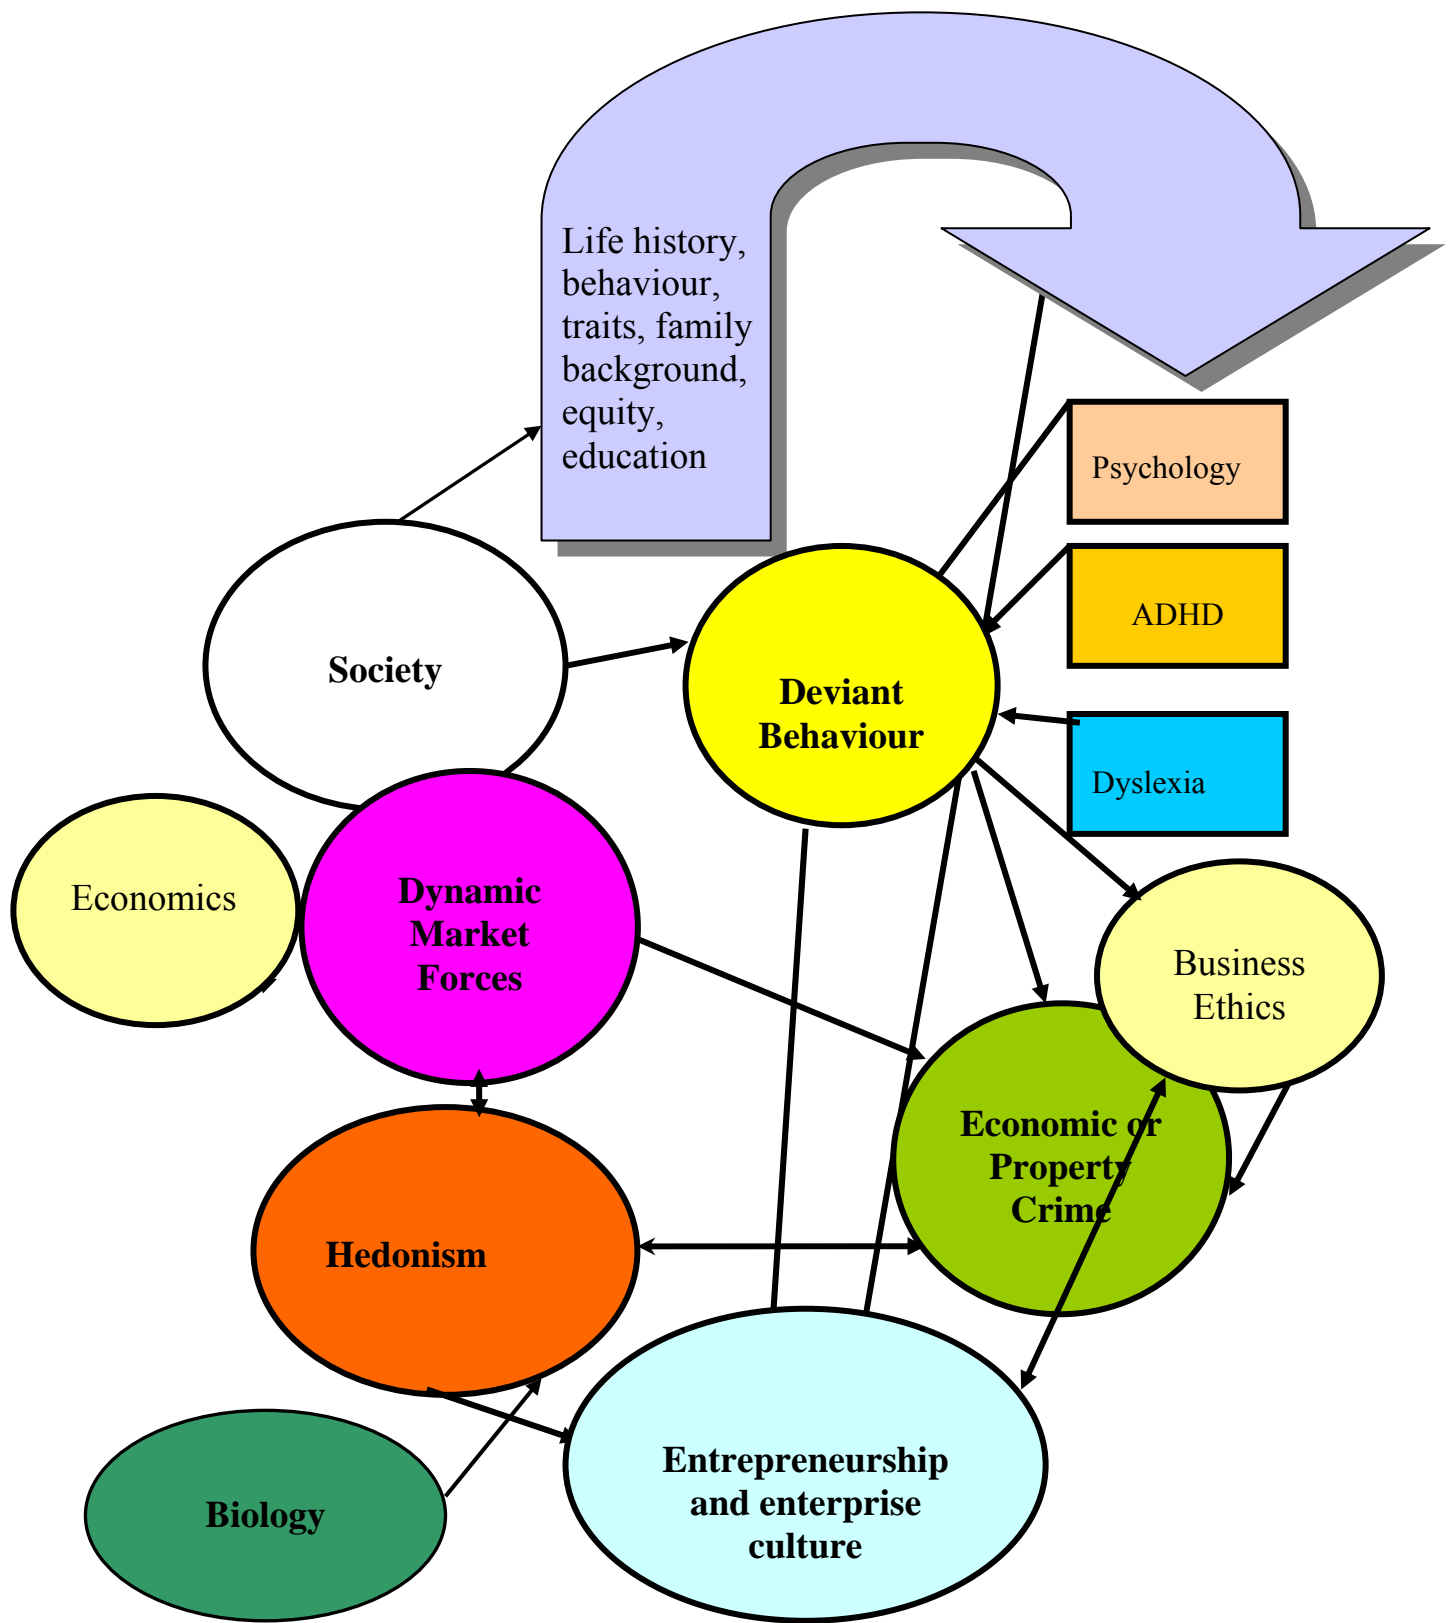 Life history,
behaviour,
traits, family
background,
equity,
education
Psychology
ADHD
Society
Deviant
Behaviour
Dyslexia
Economics
Dynamic
Market
Forces
Business
Ethics
Economic or
Property
Crime
Hedonism
Entrepreneurship
and enterprise
culture
Biology